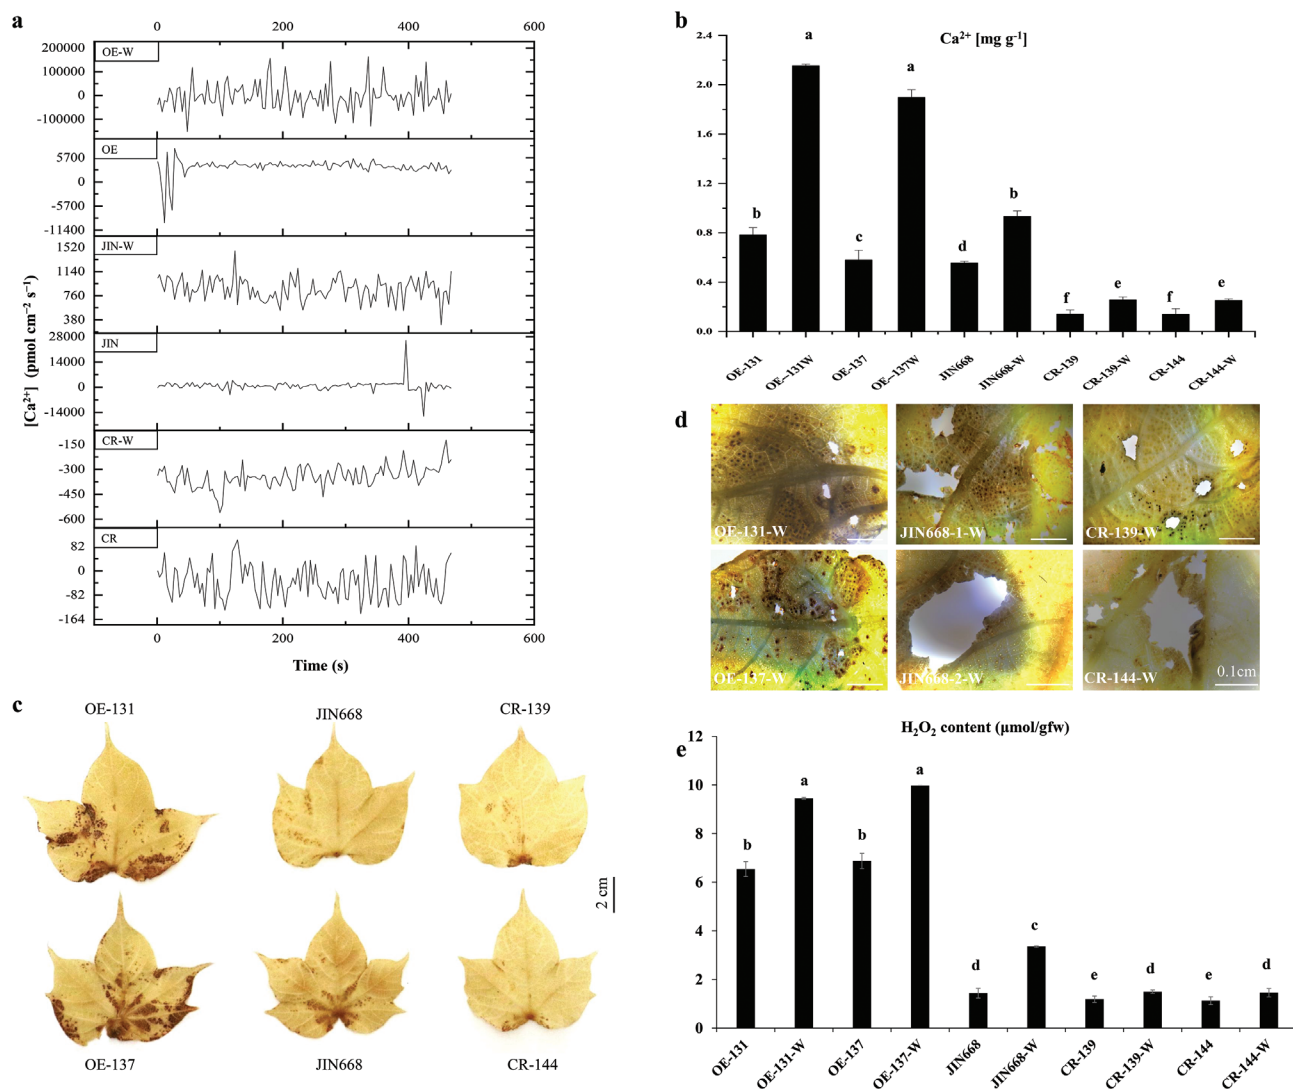 a
0
200
400
600
OE-W
200000
100000
0
-100000
OE
5700
0
-5700
-11400
JIN-W
1520
1140
760
380
JIN
28000
14000
0
-14000
CR-W
-150
-300
-450
-600
CR
82
0
-82
-164
[Ca²⁺] (pmol cm⁻² s⁻¹)
0
200
400
600
Time (s)
b
Ca²⁺ [mg g⁻¹]
2.4
2.0
1.6
1.2
0.8
0.4
0.0
b
a
c
a
d
b
f
e
f
e
OE-131
OE–131W
OE-137
OE–137W
JIN668
JIN668-W
CR-139
CR-139-W
CR-144
CR-144-W
c
OE-131
JIN668
CR-139
2 cm
OE-137
JIN668
CR-144
d
OE-131-W
JIN668-1-W
CR-139-W
OE-137-W
JIN668-2-W
CR-144-W
0.1cm
e
H₂O₂ content (μmol/gfw)
12
10
8
6
4
2
0
b
a
b
a
d
c
e
d
e
d
OE-131
OE-131-W
OE-137
OE-137-W
JIN668
JIN668-W
CR-139
CR-139-W
CR-144
CR-144-W